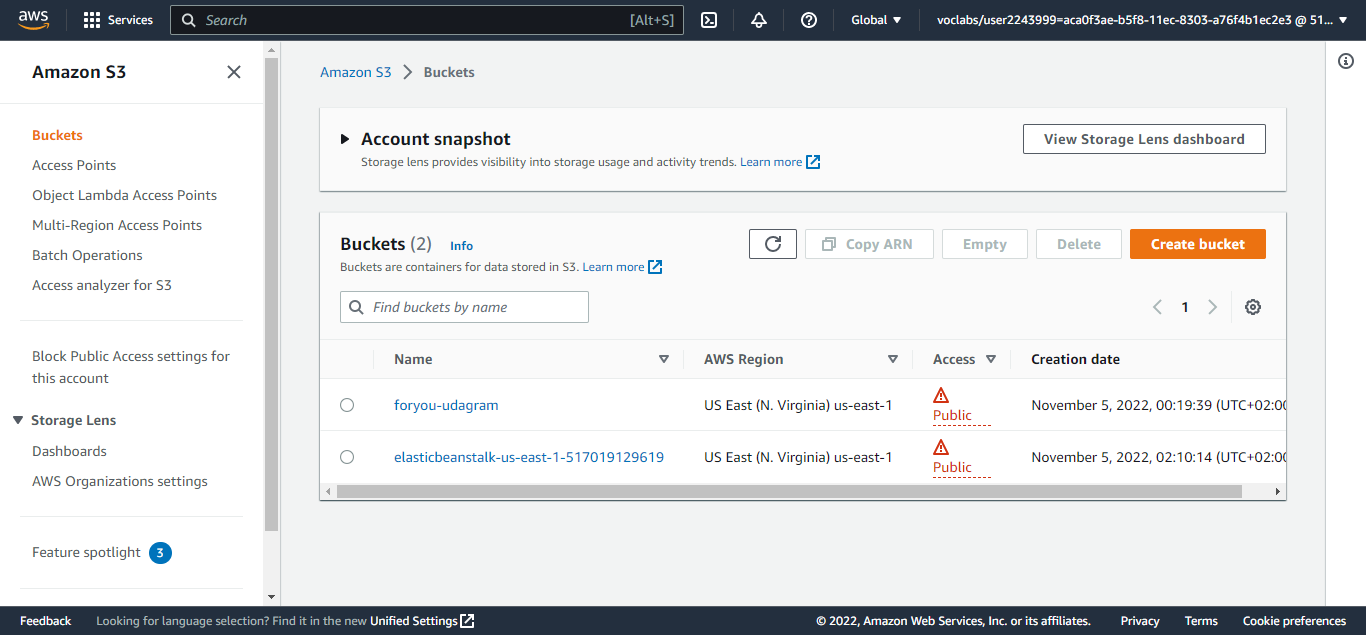 aws
Services
Search [Alt+S]
Global
voclabs/user2243999=aca0f3ae-b5f8-11ec-8303-a76f4b1ec2e3 @ 51...
Amazon S3
Buckets
Access Points
Object Lambda Access Points
Multi-Region Access Points
Batch Operations
Access analyzer for S3
Block Public Access settings for
this account
Storage Lens
Dashboards
AWS Organizations settings
Feature spotlight 3
Amazon S3 Buckets
Account snapshot
Storage lens provides visibility into storage usage and activity trends. Learn more
View Storage Lens dashboard
Buckets (2) Info
Buckets are containers for data stored in S3. Learn more
Copy ARN
Empty
Delete
Create bucket
Find buckets by name
1
Name AWS Region Access Creation date
foryou-udagram US East (N. Virginia) us-east-1 Public November 5, 2022, 00:19:39 (UTC+02:00
elasticbeanstalk-us-east-1-517019129619 US East (N. Virginia) us-east-1 Public November 5, 2022, 02:10:14 (UTC+02:00
Feedback Looking for language selection? Find it in the new Unified Settings © 2022, Amazon Web Services, Inc. or its affiliates. Privacy Terms Cookie preferences